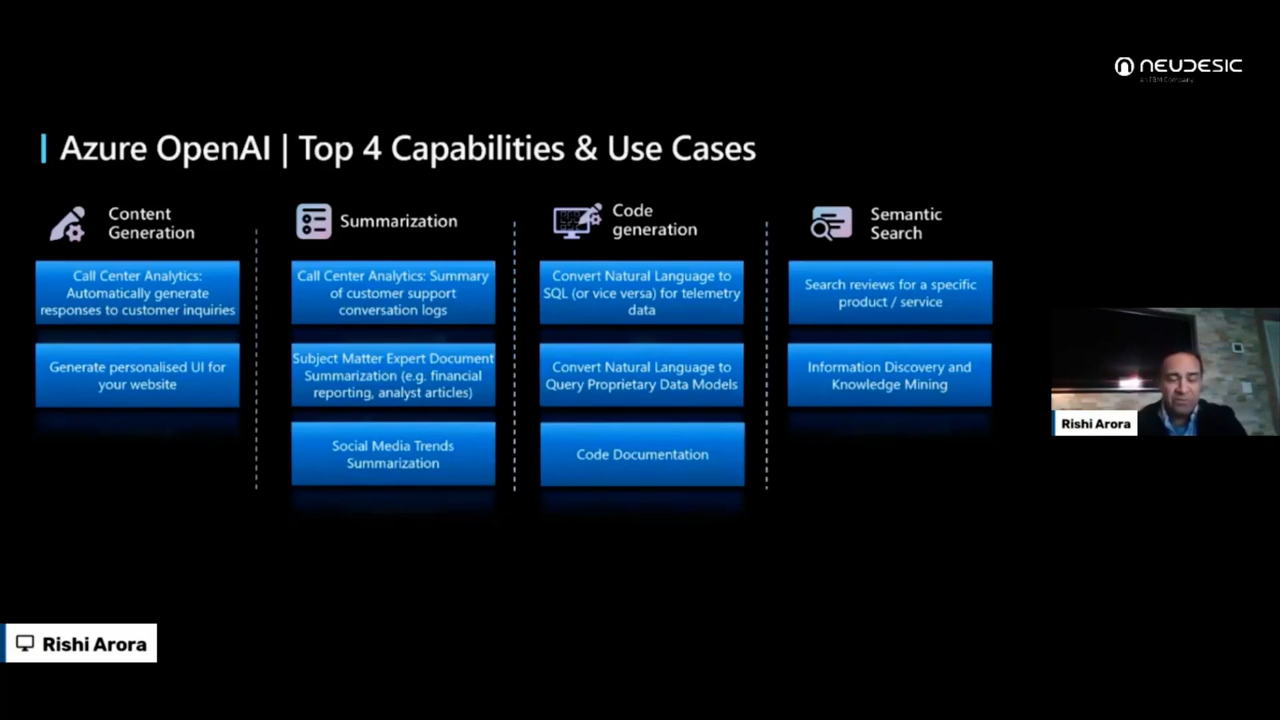 NEUDESIC
an IBM Company
Azure OpenAI | Top 4 Capabilities & Use Cases
Content
Generation
Call Center Analytics:
Automatically generate
responses to customer inquiries
Generate personalised UI for
your website
Summarization
Call Center Analytics: Summary
of customer support
conversation logs
Subject Matter Expert Document
Summarization (e.g. financial
reporting, analyst articles)
Social Media Trends
Summarization
Code
generation
Convert Natural Language to
SQL (or vice versa) for telemetry
data
Convert Natural Language to
Query Proprietary Data Models
Code Documentation
Semantic
Search
Search reviews for a specific
product / service
Information Discovery and
Knowledge Mining
Rishi Arora
Rishi Arora